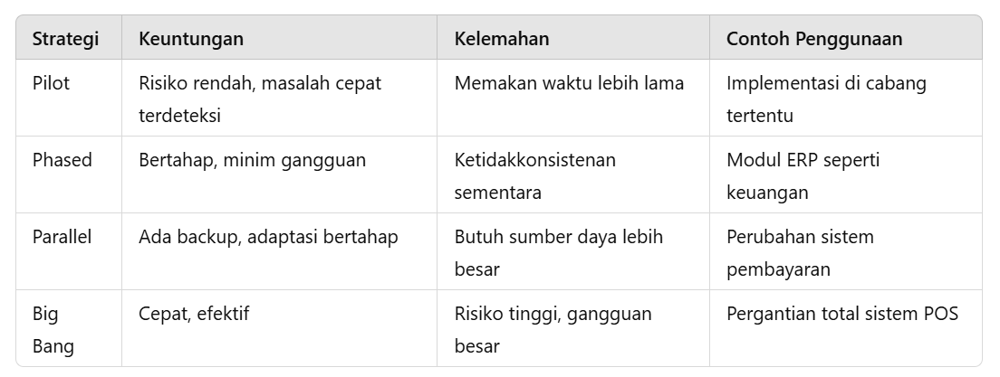 Strategi Keuntungan Kelemahan Contoh Penggunaan
Pilot Risiko rendah, masalah cepat Memakan waktu lebih lama Implementasi di cabang
terdeteksi tertentu
Phased Bertahap, minim gangguan Ketidakkonsistenan Modul ERP seperti
sementara keuangan
Parallel Ada backup, adaptasi bertahap Butuh sumber daya lebih Perubahan sistem
besar pembayaran
Big Cepat, efektif Risiko tinggi, gangguan Pergantian total sistem POS
Bang besar